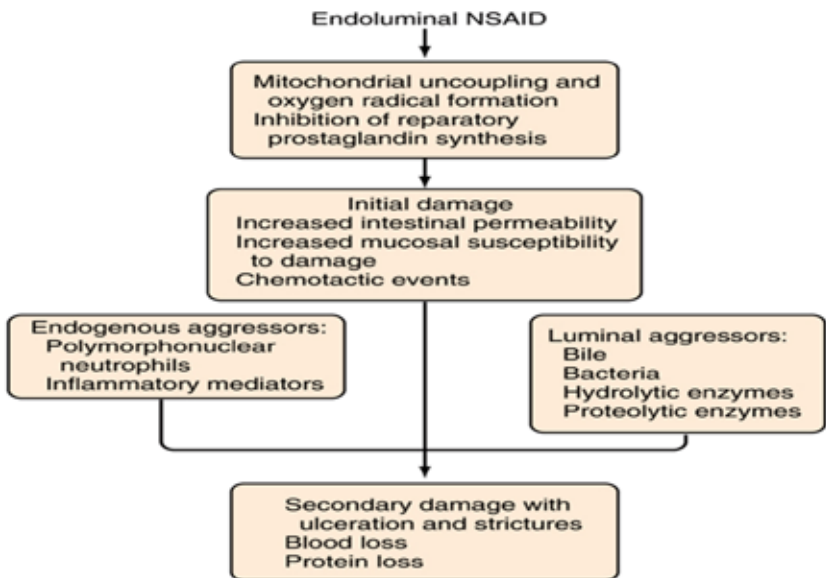 Endoluminal NSAID
Mitochondrial uncoupling and
oxygen radical formation
Inhibition of reparatory
prostaglandin synthesis
Initial damage
Increased intestinal permeability
Increased mucosal susceptibility
to damage
Chemotactic events
Endogenous aggressors:
Polymorphonuclear
neutrophils
Inflammatory mediators
Luminal aggressors:
Bile
Bacteria
Hydrolytic enzymes
Proteolytic enzymes
Secondary damage with
ulceration and strictures
Blood loss
Protein loss